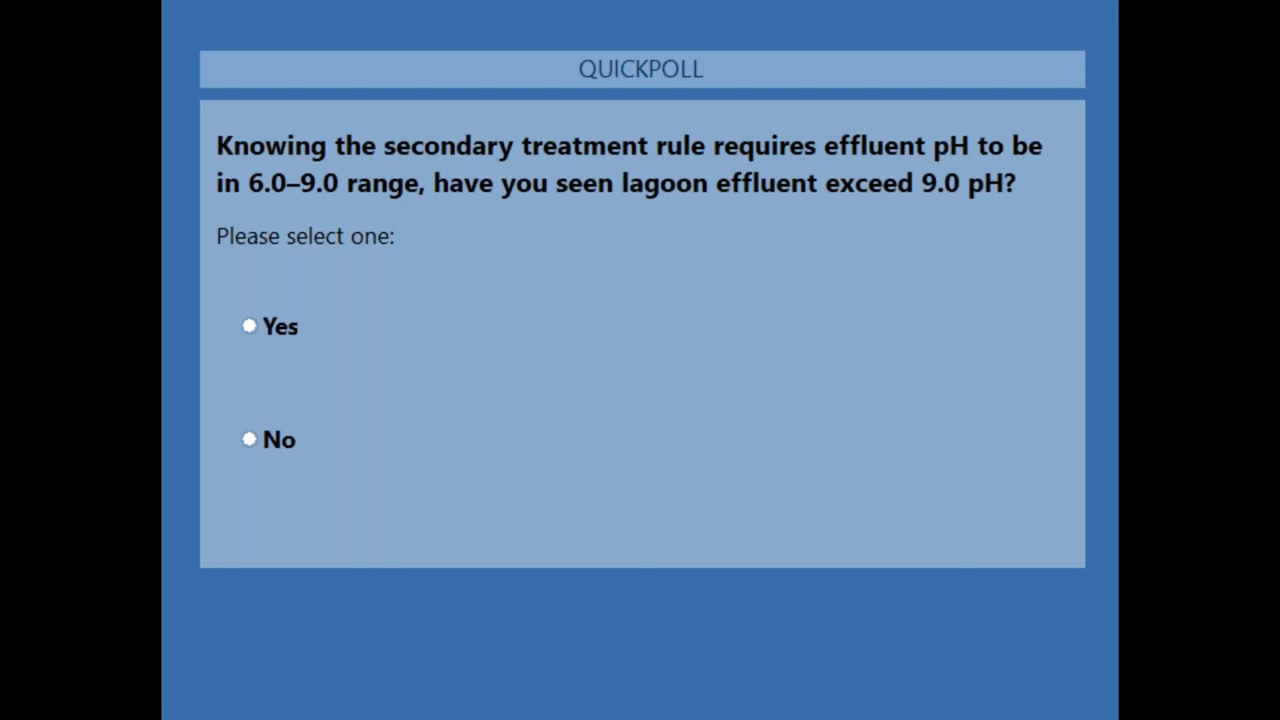 QUICKPOLL
Knowing the secondary treatment rule requires effluent pH to be
in 6.0–9.0 range, have you seen lagoon effluent exceed 9.0 pH?
Please select one:
Yes
No